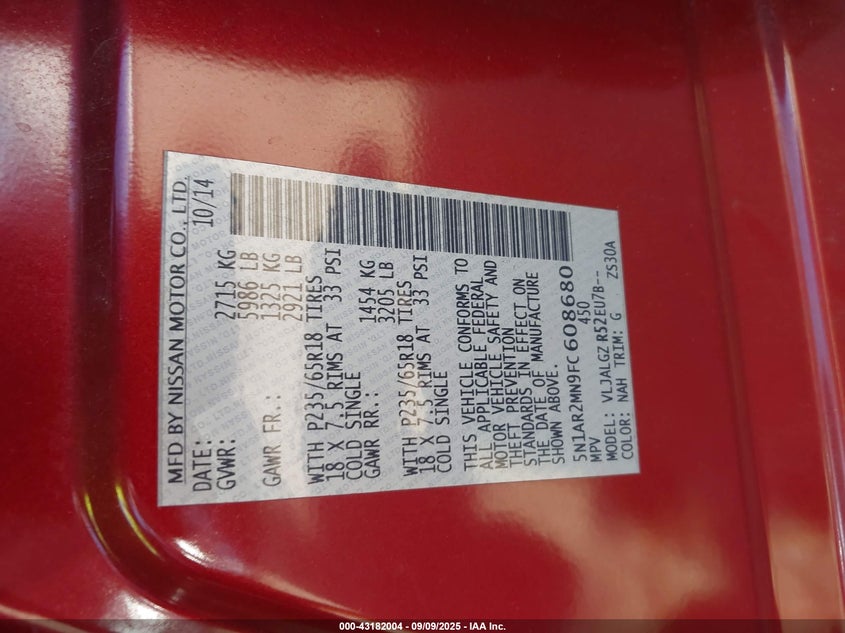 MFD BY NISSAN MOTOR CO., LTD.
DATE: 10/14
GVWR: 2715 KG
5986 LB
GAWR FR.: 1325 KG
2921 LB
WITH P235/65R18 TIRES
18 X 7.5 RIMS AT 33 PSI
COLD SINGLE
GAWR RR.: 1454 KG
3205 LB
WITH P235/65R18 TIRES
18 X 7.5 RIMS AT 33 PSI
COLD SINGLE
THIS VEHICLE CONFORMS TO
ALL APPLICABLE FEDERAL
MOTOR VEHICLE SAFETY AND
THEFT PREVENTION
STANDARDS IN EFFECT ON
THE DATE OF MANUFACTURE
SHOWN ABOVE.
5N1AR2MN9FC608680
MPV 450
MODEL: VLJALGZ R52EU7B--
COLOR: NAH TRIM: G ZS30A
000-43182004 - 09/09/2025 - IAA Inc.